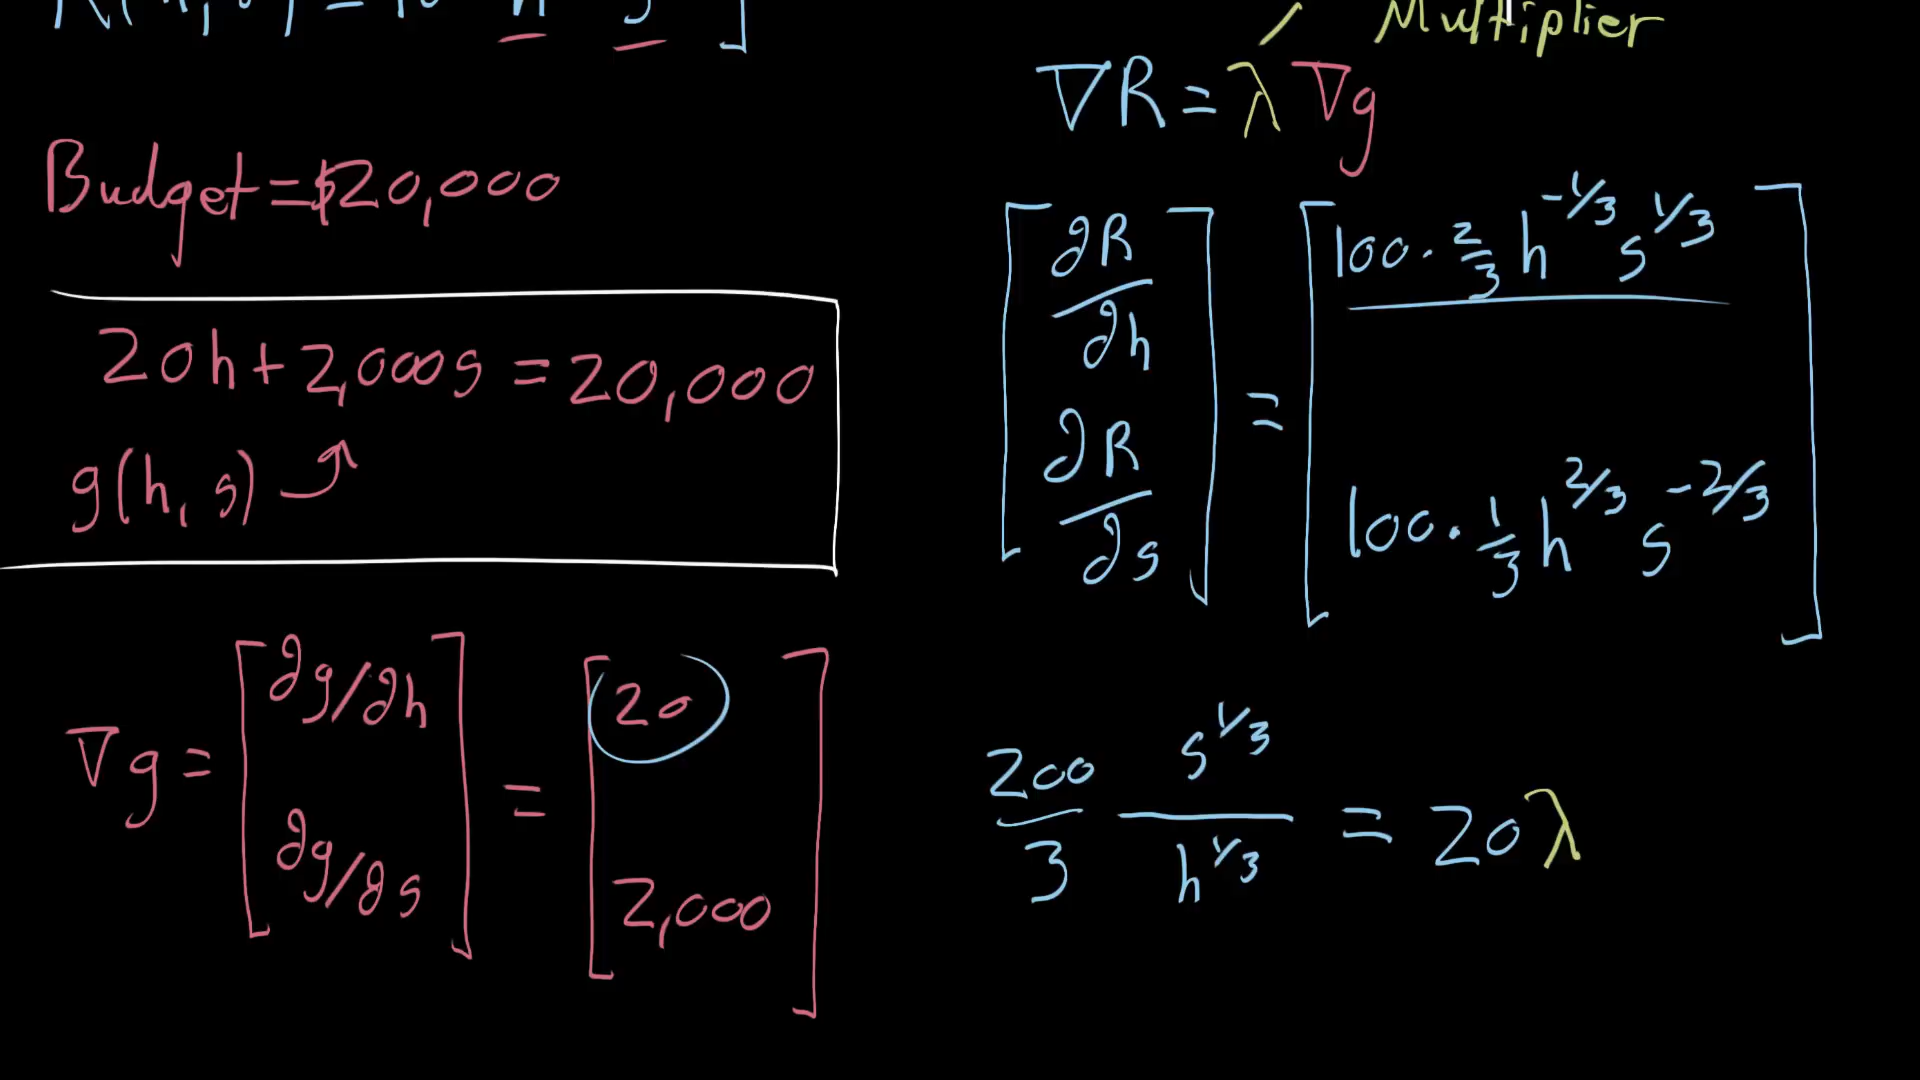 Multiplier
∇R = λ ∇g
Budget = $20,000
20h + 2,000s = 20,000
g(h, s)
[∂R/∂h ∂R/∂s] = [100 · 2/3 h^-1/3 s^1/3 100 · 1/3 h^2/3 s^-2/3]
∇g = [∂g/∂h ∂g/∂s] = [20 2,000]
200/3 s^1/3 / h^1/3 = 20λ